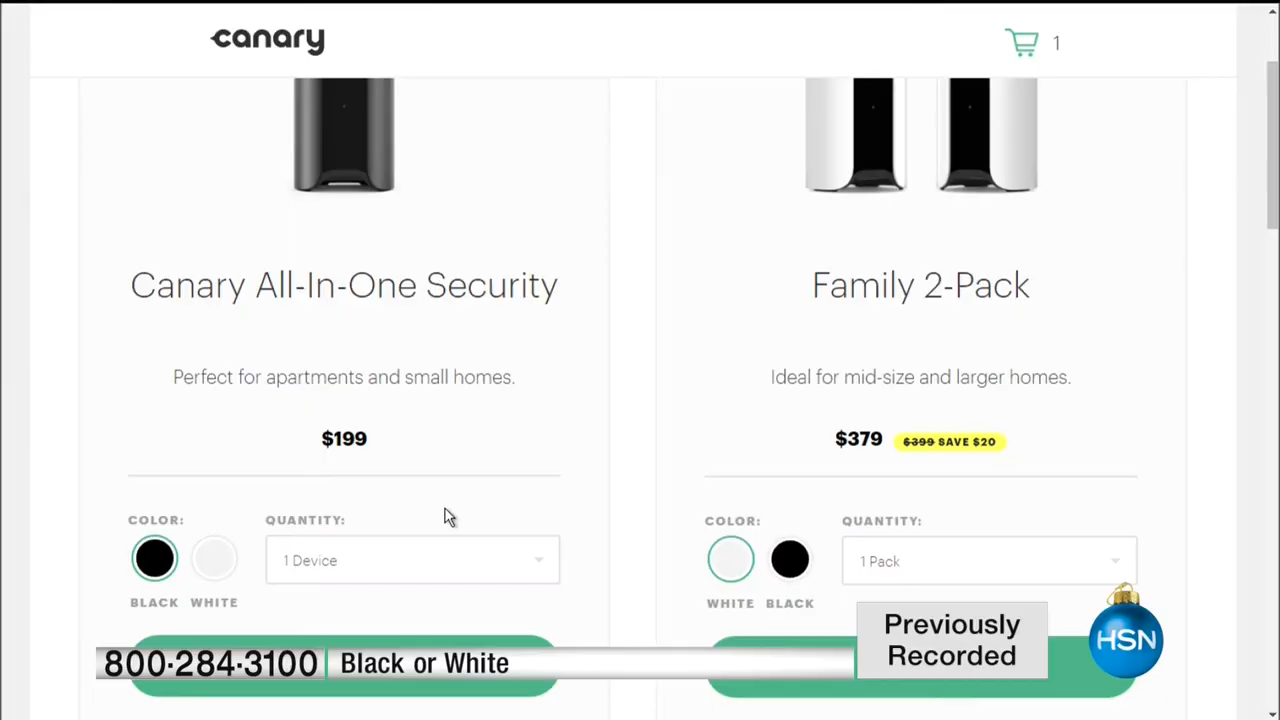 canary
1
Canary All-In-One Security
Family 2-Pack
Perfect for apartments and small homes.
Ideal for mid-size and larger homes.
$199
$379 $399 SAVE $20
COLOR: QUANTITY:
COLOR: QUANTITY:
1 Device
1 Pack
BLACK WHITE
WHITE BLACK
Previously
Recorded
HSN
800-284-3100 Black or White